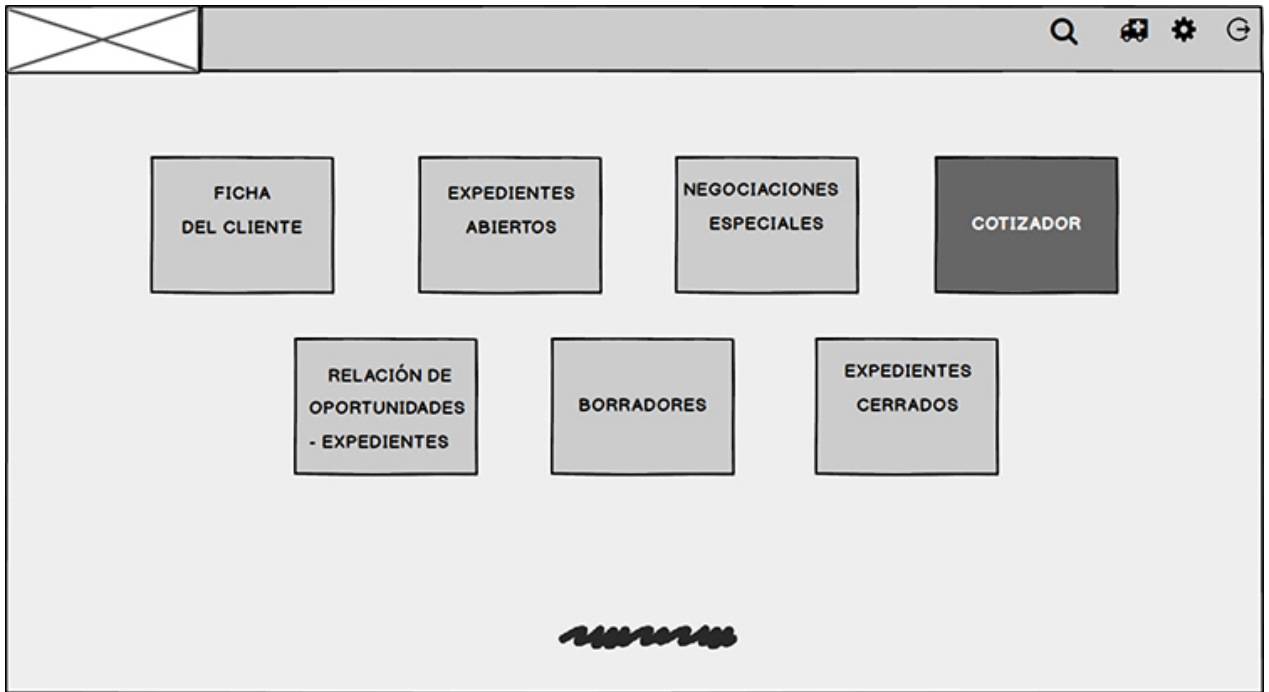 FICHA
DEL CLIENTE
EXPEDIENTES
ABIERTOS
NEGOCIACIONES
ESPECIALES
COTIZADOR
RELACIÓN DE
OPORTUNIDADES
- EXPEDIENTES
BORRADORES
EXPEDIENTES
CERRADOS